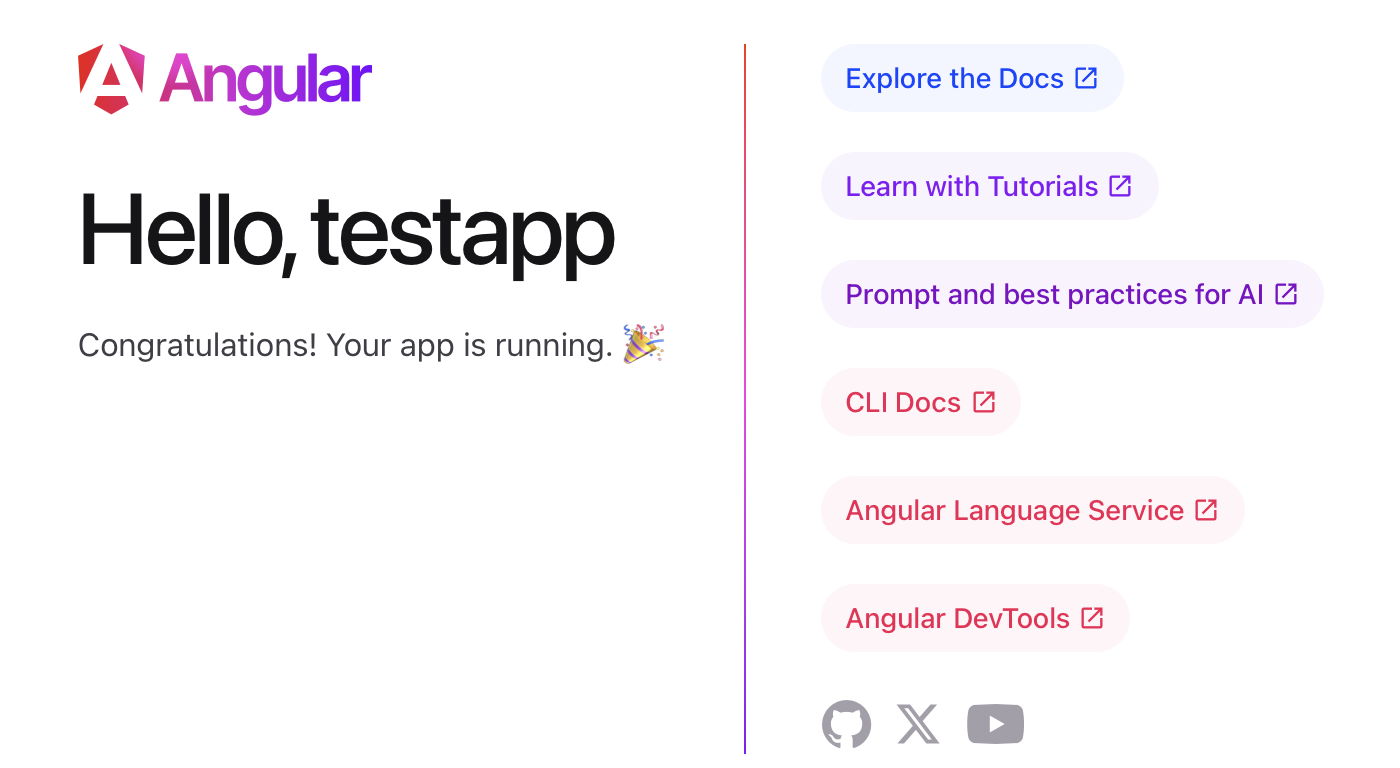 Angular
Hello, testapp
Congratulations! Your app is running. 🎉
Explore the Docs
Learn with Tutorials
Prompt and best practices for AI
CLI Docs
Angular Language Service
Angular DevTools